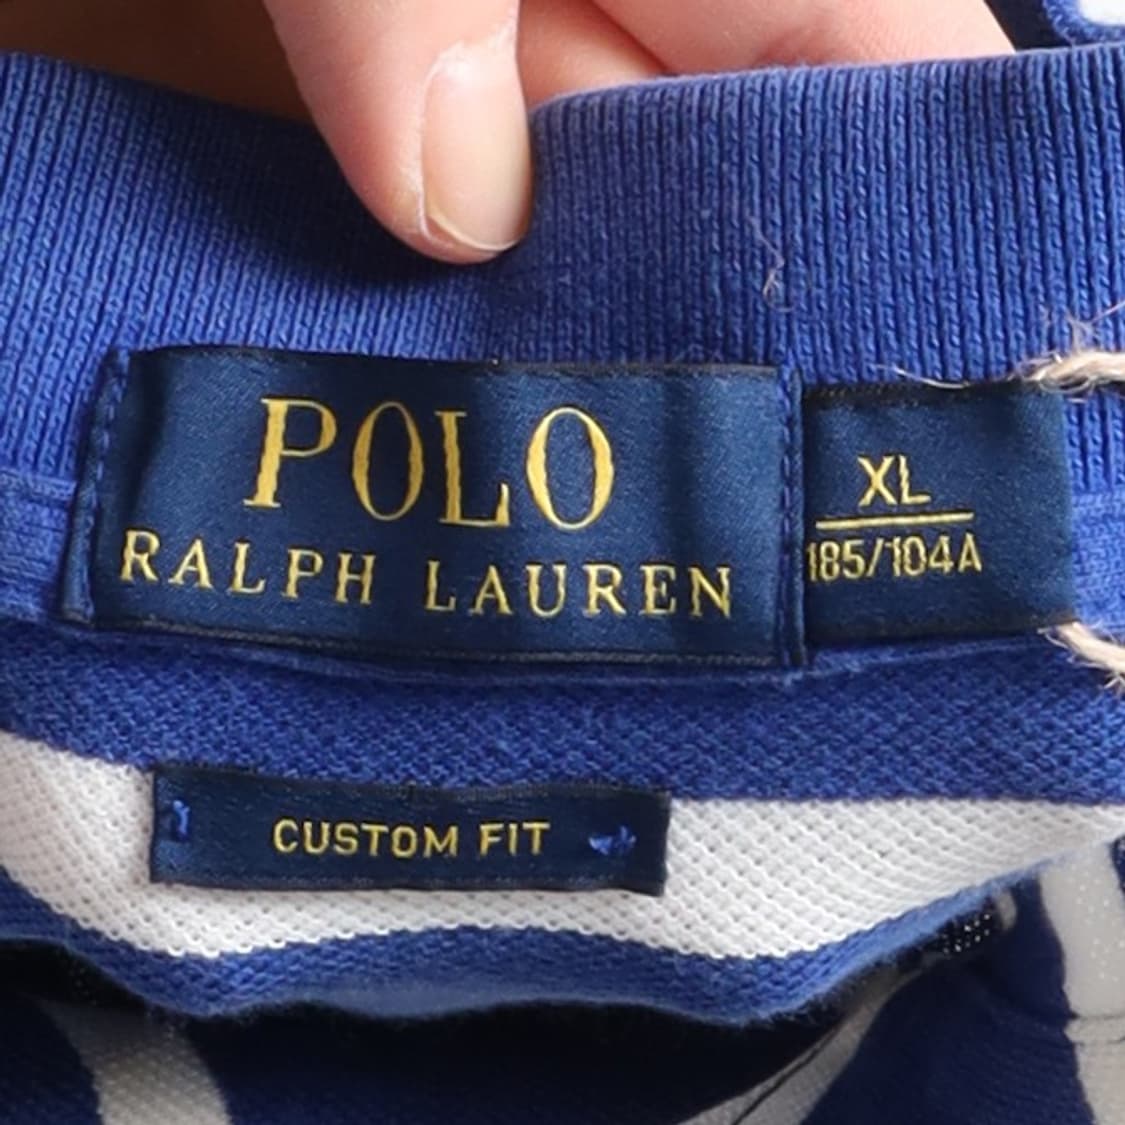 POLO
RALPH LAUREN
XL
185/104A
CUSTOM FIT